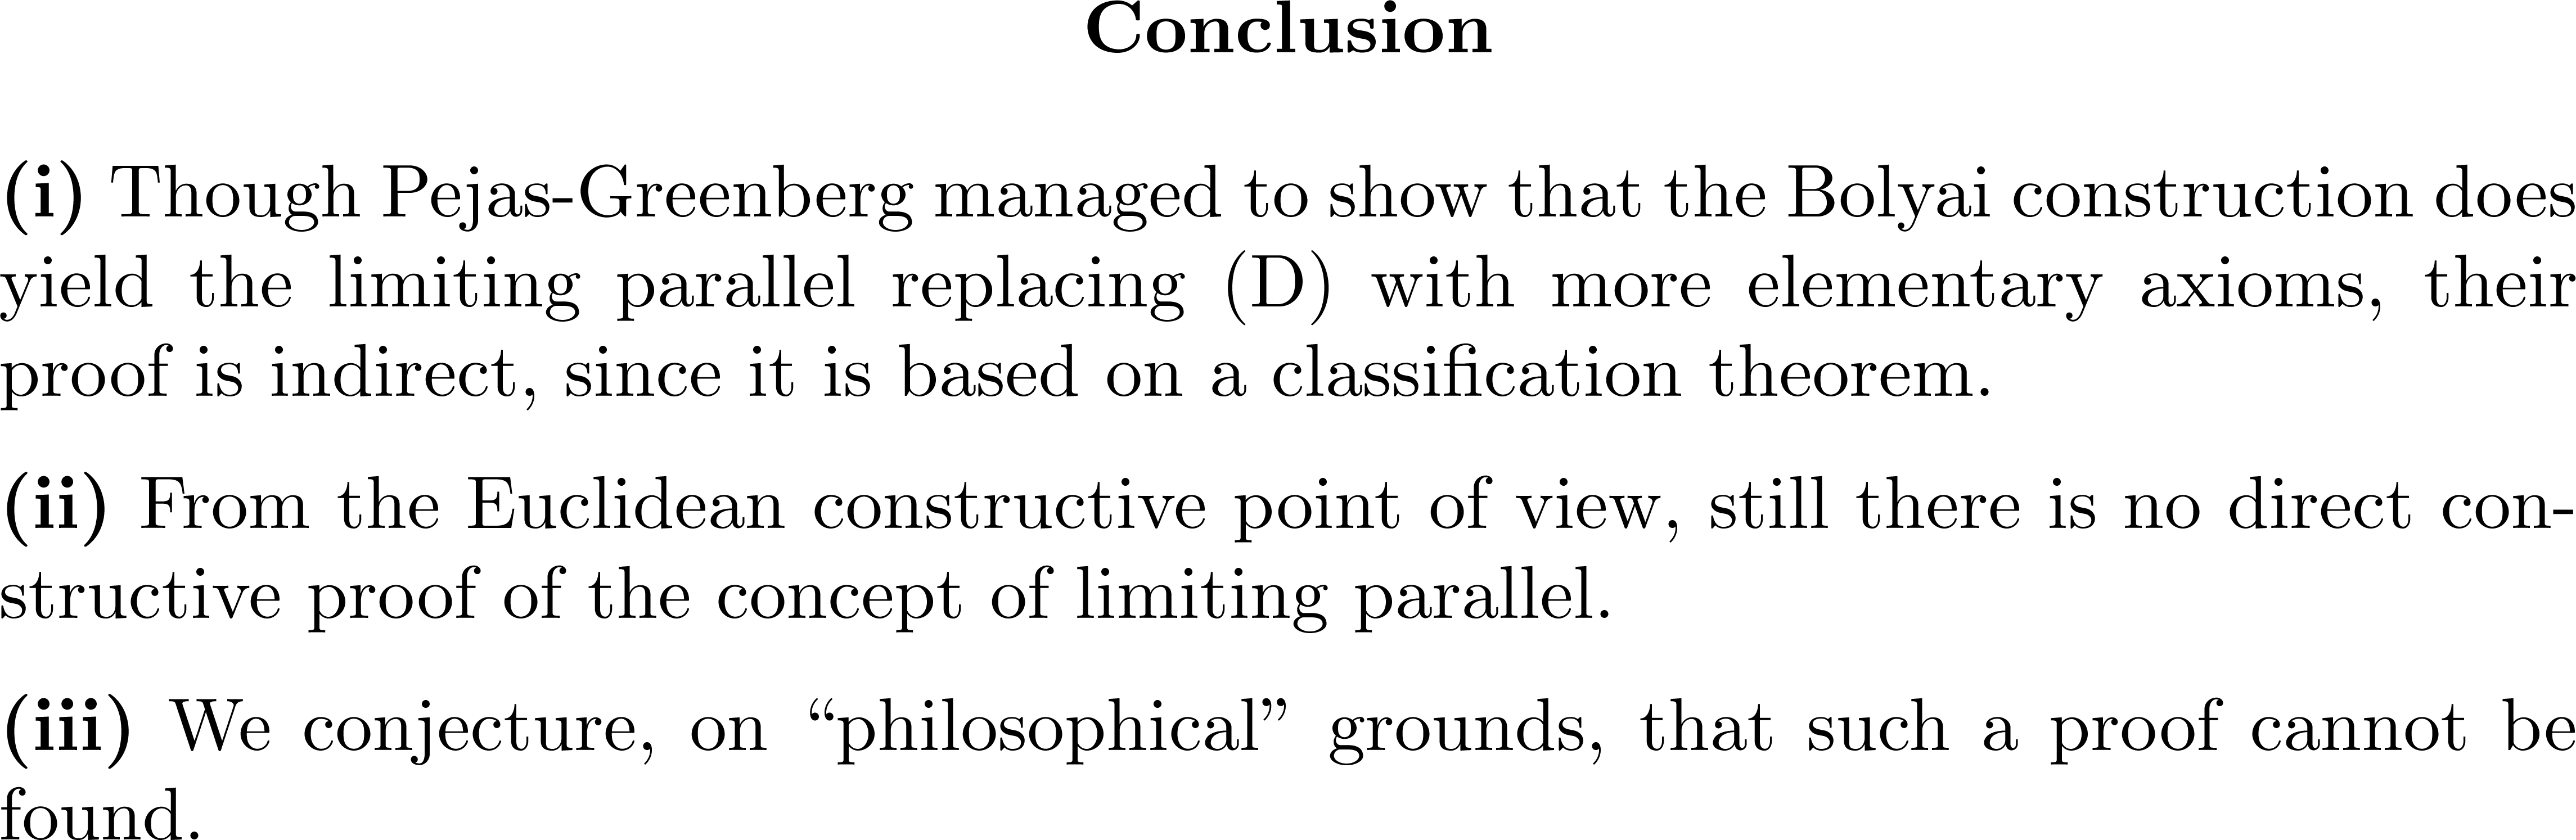 Conclusion
(i) Though Pejas-Greenberg managed to show that the Bolyai construction does
yield the limiting parallel replacing (D) with more elementary axioms, their
proof is indirect, since it is based on a classification theorem.
(ii) From the Euclidean constructive point of view, still there is no direct con-
structive proof of the concept of limiting parallel.
(iii) We conjecture, on “philosophical” grounds, that such a proof cannot be
found.